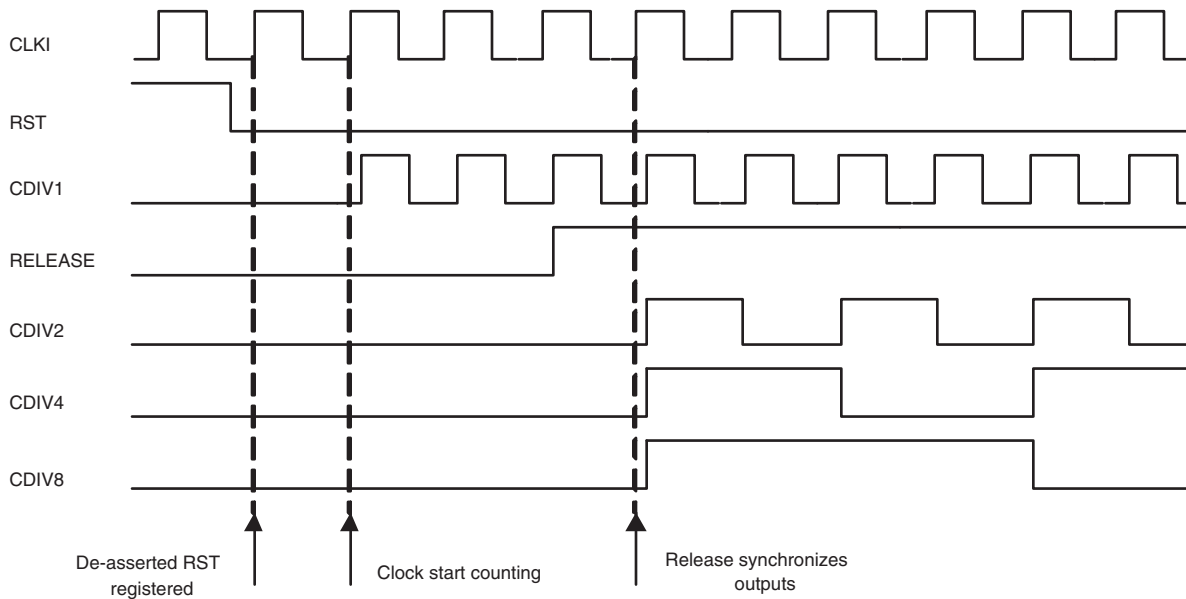 CLKI
RST
CDIV1
RELEASE
CDIV2
CDIV4
CDIV8
De-asserted RST
registered
Clock start counting
Release synchronizes
outputs